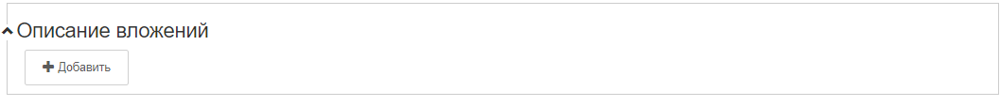 Описание вложений
Добавить